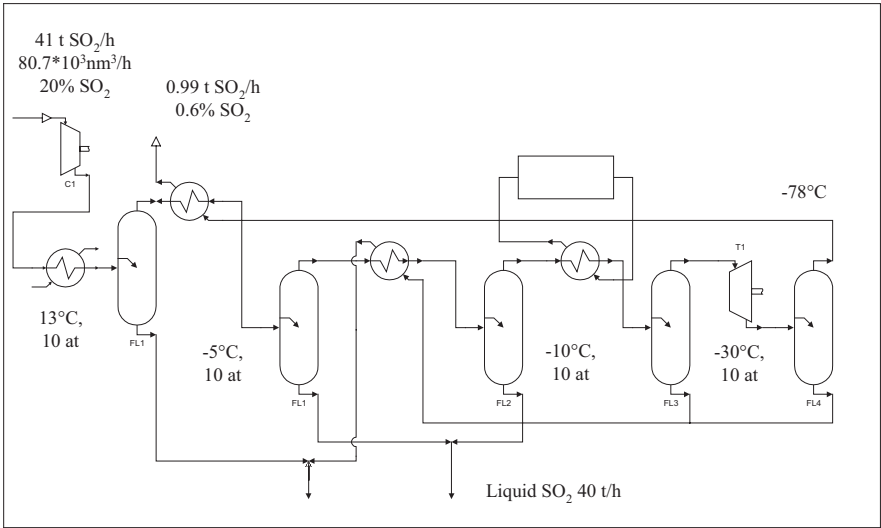 41 t SO₂/h
80.7*10³nm³/h
20% SO₂
0.99 t SO₂/h
0.6% SO₂
C1
-78°C
T1
13°C,
10 at
FL1
-5°C,
10 at
FL1
-10°C,
10 at
FL2
-30°C,
10 at
FL3
FL4
Liquid SO₂ 40 t/h